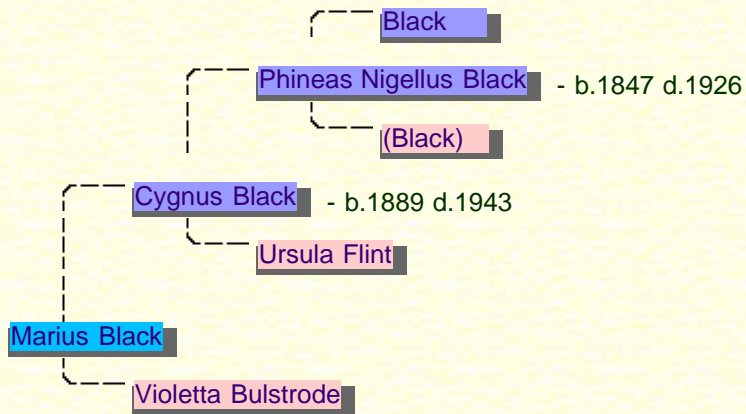 Black
Phineas Nigellus Black - b.1847 d.1926
(Black)
Cygnus Black - b.1889 d.1943
Ursula Flint
Marius Black
Violetta Bulstrode